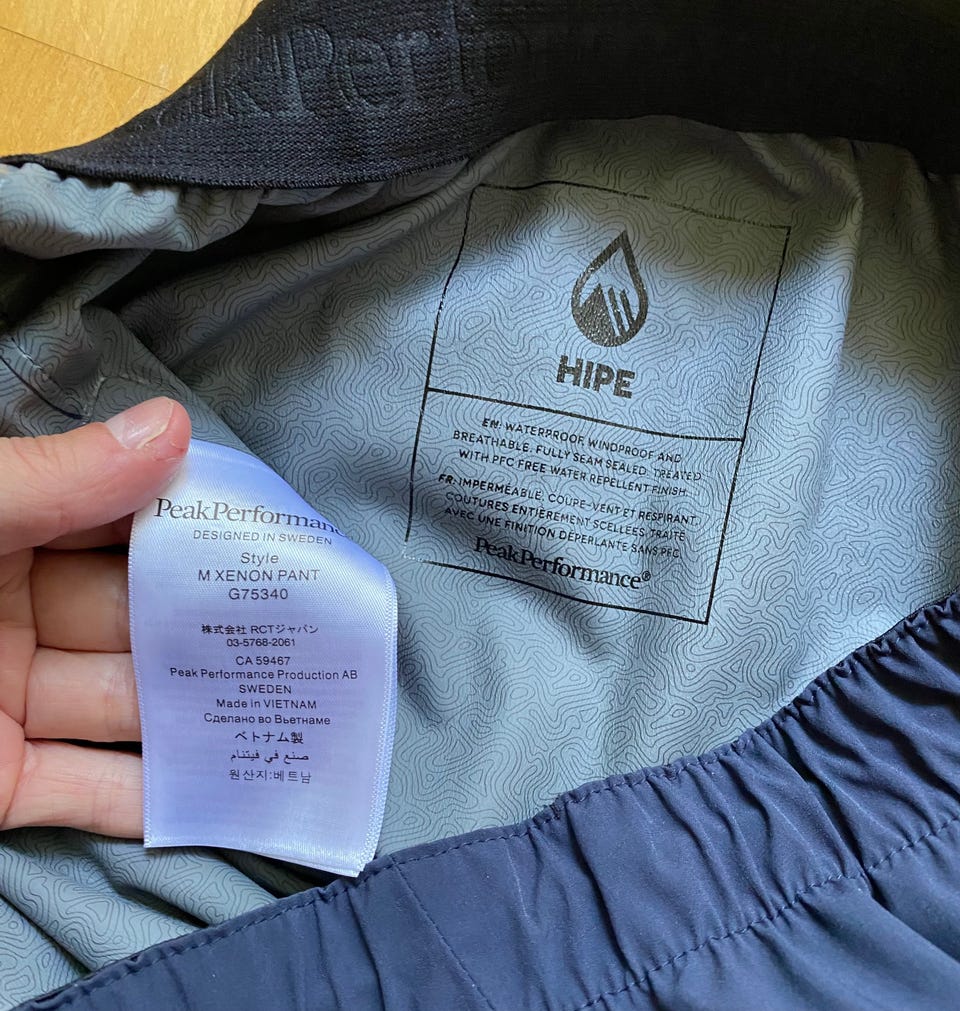 PeakPerfo
HIPE
EN: WATERPROOF, WINDPROOF AND
BREATHABLE. FULLY SEAM SEALED. TREATED
WITH PFC FREE WATER REPELLENT FINISH.
FR: IMPERMÉABLE, COUPE-VENT ET RESPIRANT.
COUTURES ENTIÈREMENT SCELLÉES. TRAITÉ
AVEC UNE FINITION DÉPERLANTE SANS PFC.
PeakPerformance®
PeakPerforman
DESIGNED IN SWEDEN
Style
M XENON PANT
G75340
株式会社 RCTジャパン
03-5768-2061
CA 59467
Peak Performance Production AB
SWEDEN
Made in VIETNAM
Сделано во Вьетнаме
ベトナム製
صنع في فيتنام
원산지:베트남